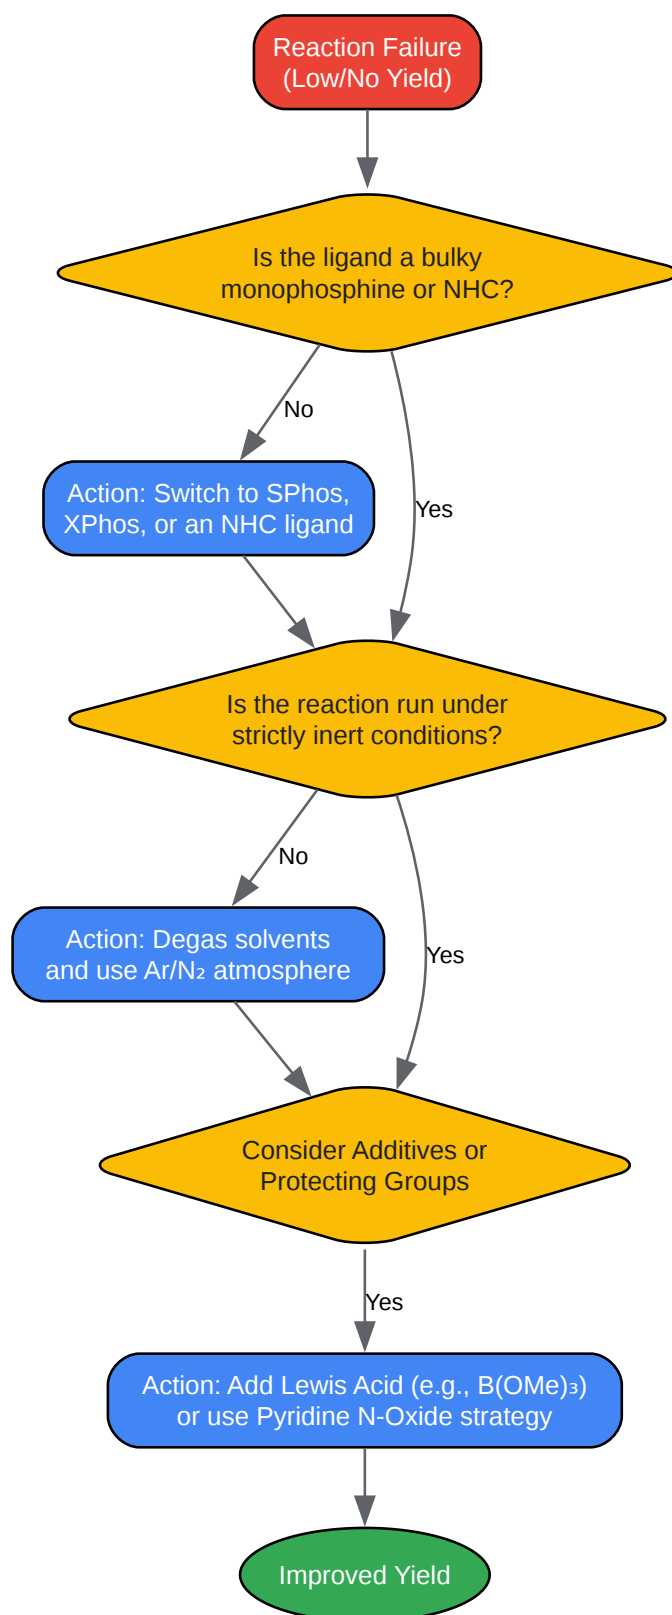 Reaction Failure
(Low/No Yield)
Is the ligand a bulky
monophosphine or NHC?
No
Action: Switch to SPhos,
XPhos, or an NHC ligand
Yes
Is the reaction run under
strictly inert conditions?
No
Action: Degas solvents
and use Ar/N₂ atmosphere
Yes
Consider Additives or
Protecting Groups
Yes
Action: Add Lewis Acid (e.g., B(OMe)₃)
or use Pyridine N-Oxide strategy
Improved Yield